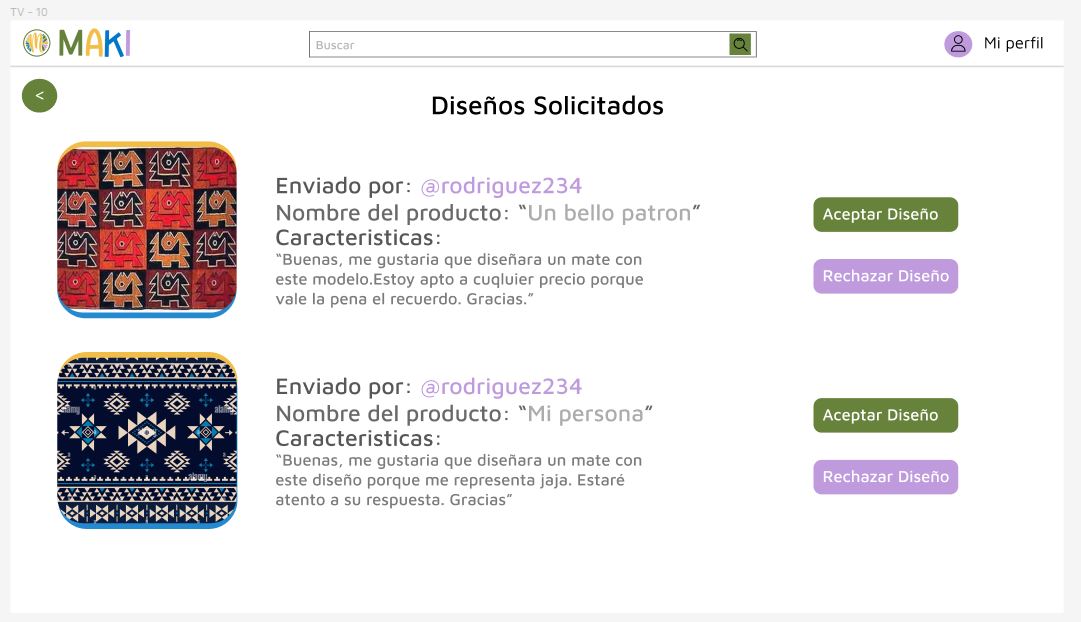 TV - 10
MAKI
Buscar
Mi perfil
<
Diseños Solicitados
Enviado por: @rodriguez234
Nombre del producto: “Un bello patron”
Caracteristicas:
“Buenas, me gustaria que diseñara un mate con
este modelo.Estoy apto a cuqluier precio porque
vale la pena el recuerdo. Gracias.”
Aceptar Diseño
Rechazar Diseño
alamy
alamy
alamy
Enviado por: @rodriguez234
Nombre del producto: “Mi persona”
Caracteristicas:
“Buenas, me gustaria que diseñara un mate con
este diseño porque me representa jaja. Estaré
atento a su respuesta. Gracias”
Aceptar Diseño
Rechazar Diseño